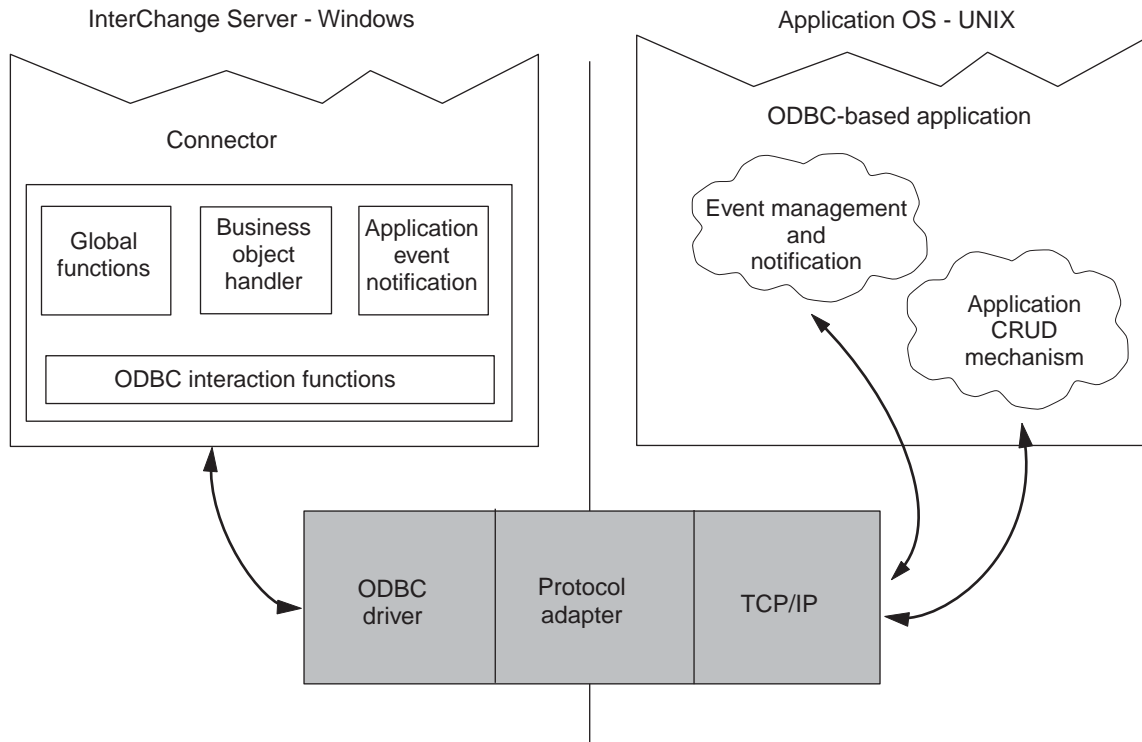 InterChange Server - Windows
Application OS - UNIX
Connector
Global
functions
Business
object
handler
Application
event
notification
ODBC interaction functions
ODBC-based application
Event management
and
notification
Application
CRUD
mechanism
ODBC
driver
Protocol
adapter
TCP/IP